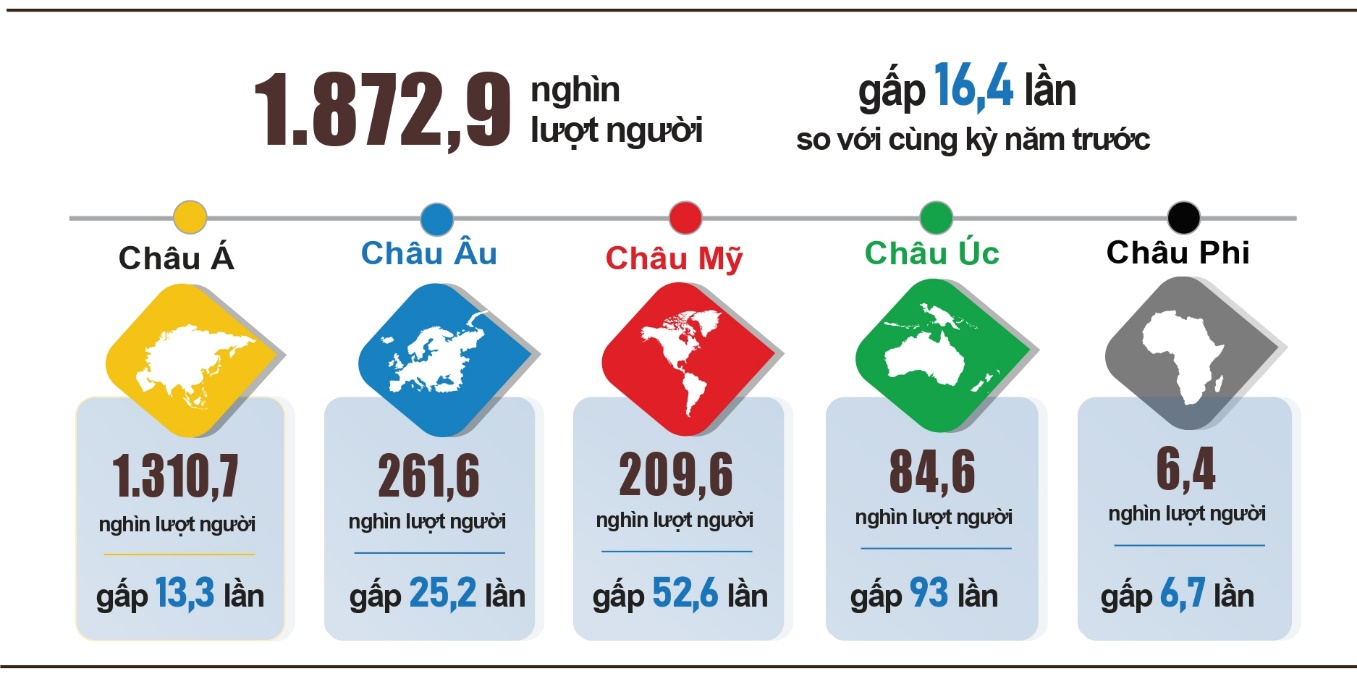 1.872,9 nghìn
lượt người
gấp 16,4 lần
so với cùng kỳ năm trước
Châu Á
Châu Âu
Châu Mỹ
Châu Úc
Châu Phi
1.310,7
nghìn lượt người
gấp 13,3 lần
261,6
nghìn lượt người
gấp 25,2 lần
209,6
nghìn lượt người
gấp 52,6 lần
84,6
nghìn lượt người
gấp 93 lần
6,4
nghìn lượt người
gấp 6,7 lần